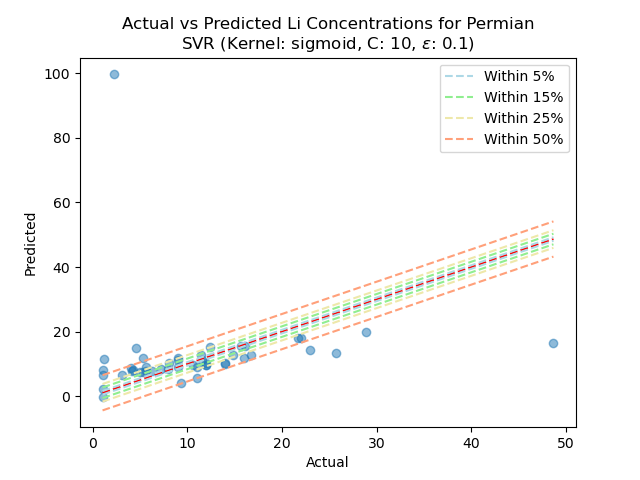 Actual vs Predicted Li Concentrations for Permian
SVR (Kernel: sigmoid, C: 10, ε: 0.1)
Within 5%
Within 15%
Within 25%
Within 50%
100
80
60
40
20
0
Predicted
0 10 20 30 40 50
Actual